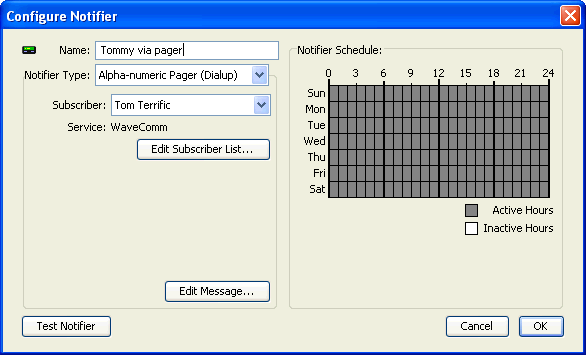 Configure Notifier
Name: Tommy via pager
Notifier Type: Alpha-numeric Pager (Dialup)
Subscriber: Tom Terrific
Service: WaveComm
Edit Subscriber List...
Edit Message...
Notifier Schedule:
0 3 6 9 12 15 18 21 24
Sun
Mon
Tue
Wed
Thu
Fri
Sat
Active Hours
Inactive Hours
Test Notifier
Cancel
OK